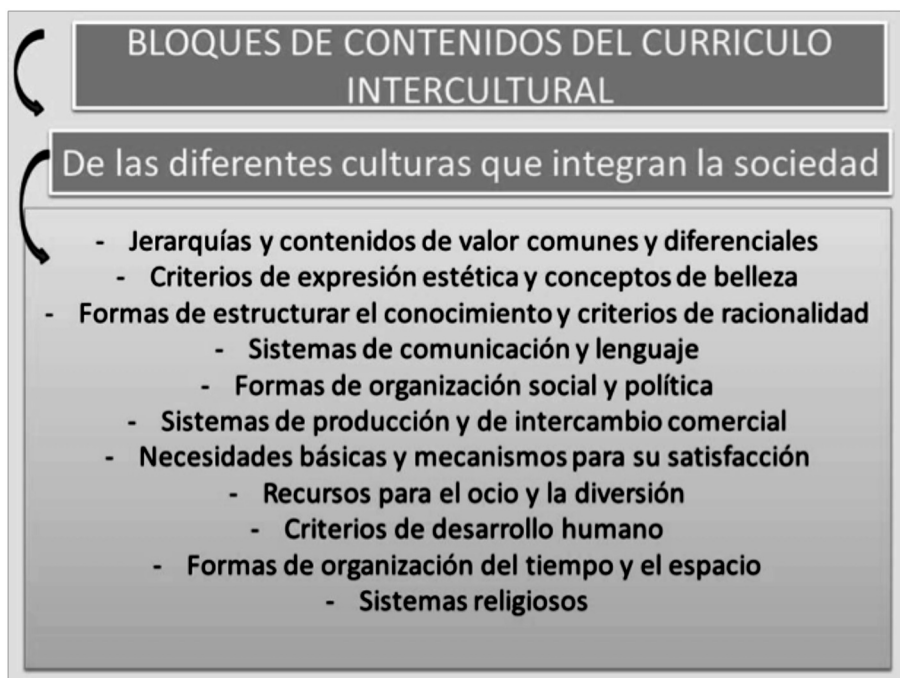 BLOQUES DE CONTENIDOS DEL CURRICULO
INTERCULTURAL
De las diferentes culturas que integran la sociedad
- Jerarquías y contenidos de valor comunes y diferenciales
- Criterios de expresión estética y conceptos de belleza
- Formas de estructurar el conocimiento y criterios de racionalidad
- Sistemas de comunicación y lenguaje
- Formas de organización social y política
- Sistemas de producción y de intercambio comercial
- Necesidades básicas y mecanismos para su satisfacción
- Recursos para el ocio y la diversión
- Criterios de desarrollo humano
- Formas de organización del tiempo y el espacio
- Sistemas religiosos